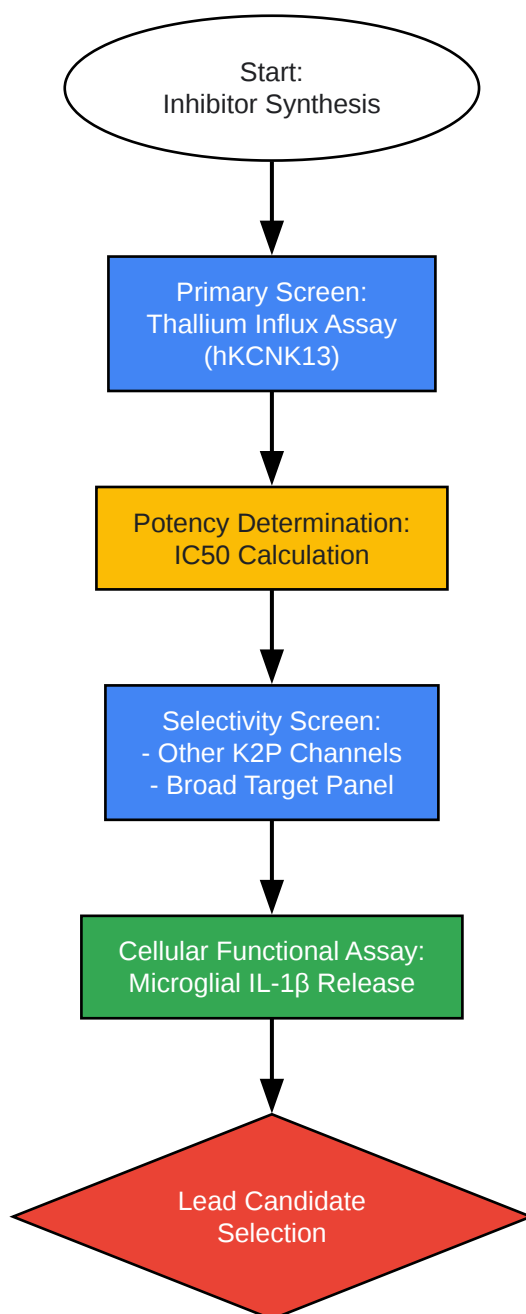 Start:
Inhibitor Synthesis
Primary Screen:
Thallium Influx Assay
(hKCNK13)
Potency Determination:
IC50 Calculation
Selectivity Screen:
- Other K2P Channels
- Broad Target Panel
Cellular Functional Assay:
Microglial IL-1β Release
Lead Candidate
Selection